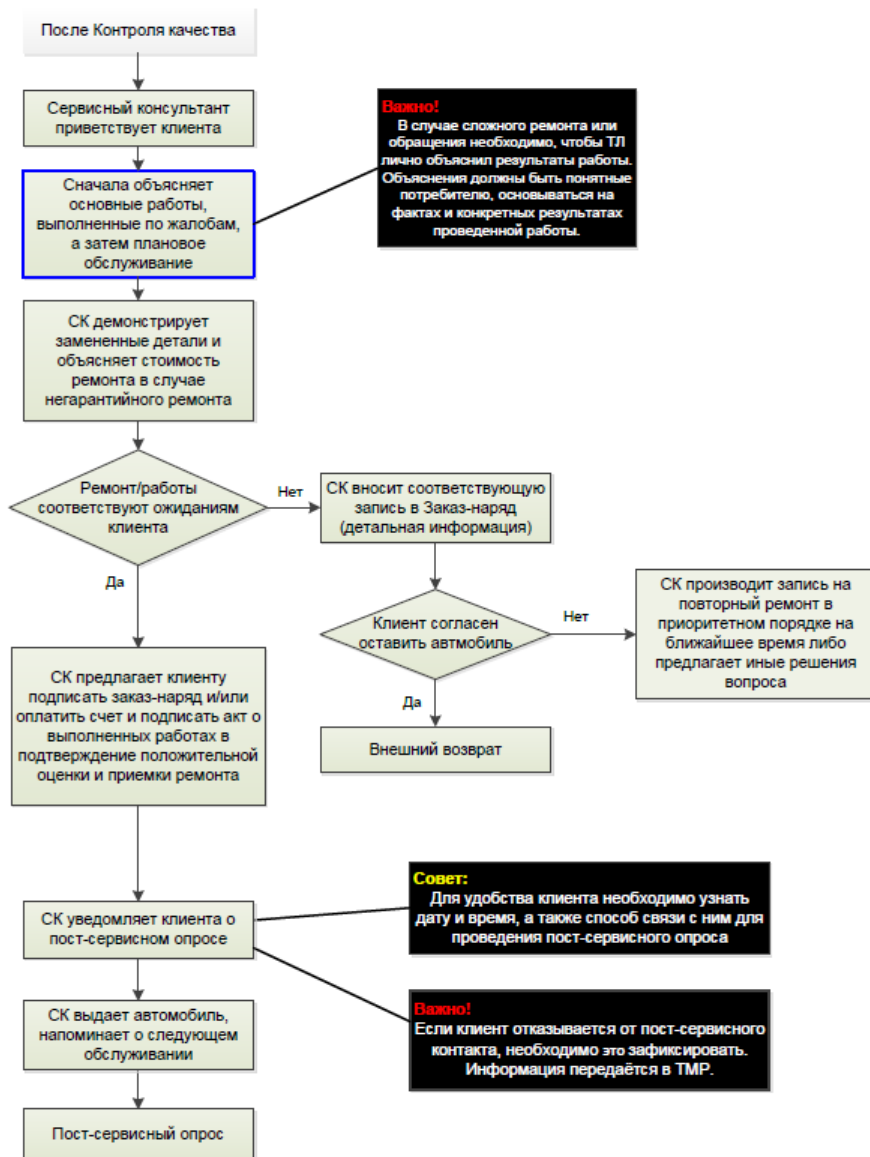 После Контроля качества
Сервисный консультант
приветствует клиента
Важно!
В случае сложного ремонта или
обращения необходимо, чтобы ТЛ
лично объяснил результаты работы.
Объяснения должны быть понятные
потребителю, основываться на
фактах и конкретных результатах
проведенной работы.
Сначала объясняет
основные работы,
выполненные по жалобам,
а затем плановое
обслуживание
СК демонстрирует
замененные детали и
объясняет стоимость
ремонта в случае
негарантийного ремонта
Ремонт/работы
соответствуют ожиданиям
клиента
Нет
СК вносит соответствующую
запись в Заказ-наряд
(детальная информация)
Да
Клиент согласен
оставить автмобиль
Нет
СК производит запись на
повторный ремонт в
приоритетном порядке на
ближайшее время либо
предлагает иные решения
вопроса
Да
Внешний возврат
СК предлагает клиенту
подписать заказ-наряд и/или
оплатить счет и подписать акт о
выполненных работах в
подтверждение положительной
оценки и приемки ремонта
Совет:
Для удобства клиента необходимо узнать
дату и время, а также способ связи с ним для
проведения пост-сервисного опроса
СК уведомляет клиента о
пост-сервисном опросе
Важно!
Если клиент отказывается от пост-сервисного
контакта, необходимо это зафиксировать.
Информация передаётся в ТМР.
СК выдает автомобиль,
напоминает о следующем
обслуживании
Пост-сервисный опрос